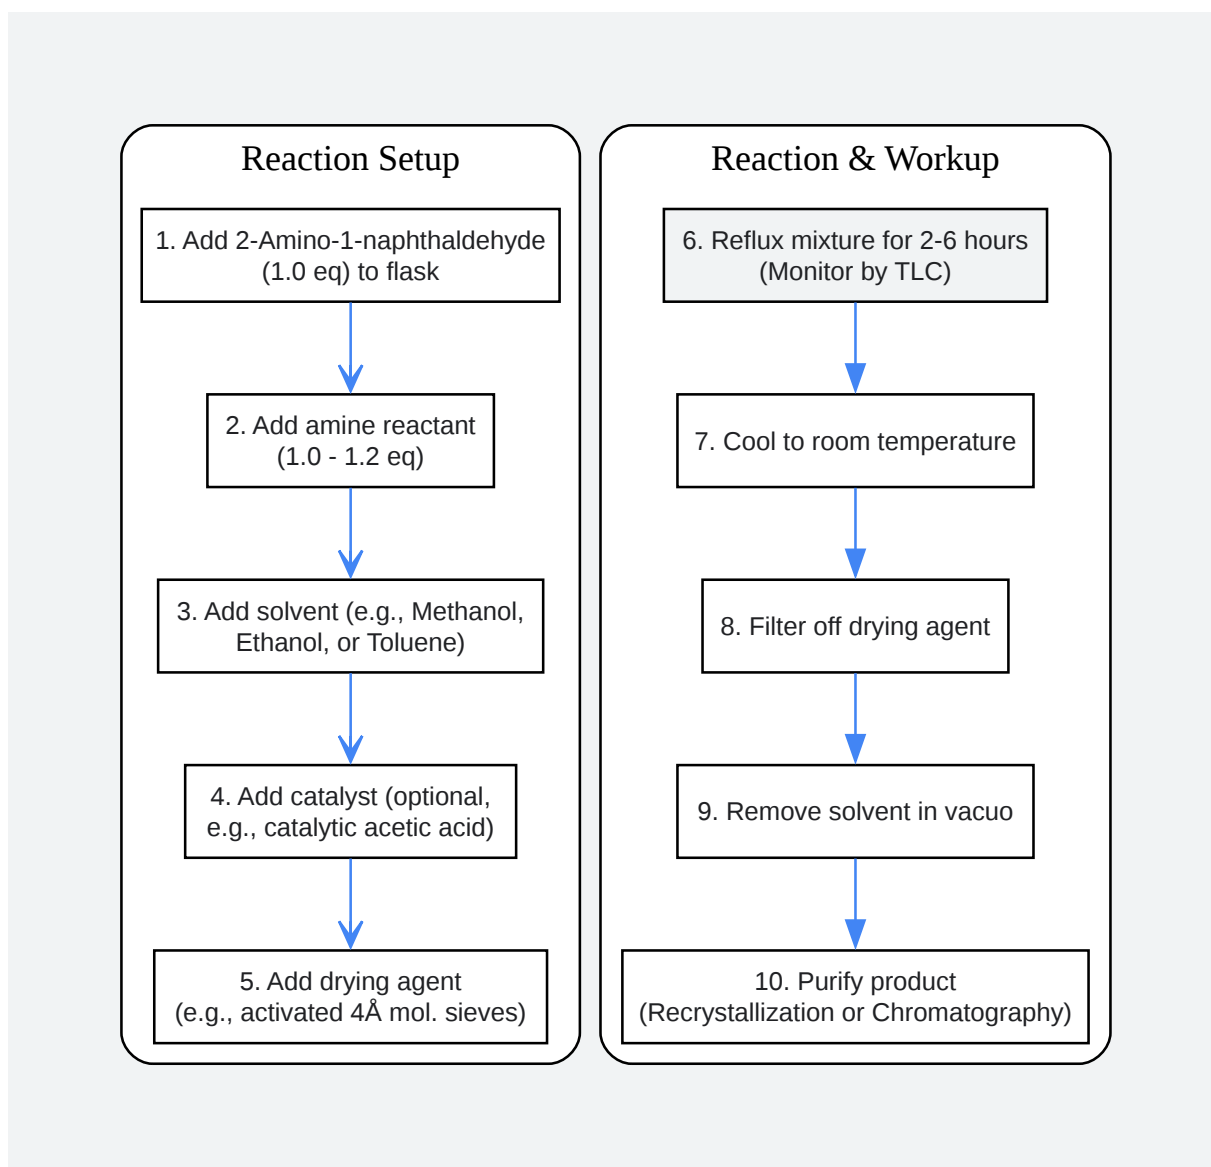 Reaction Setup
1. Add 2-Amino-1-naphthaldehyde
(1.0 eq) to flask
2. Add amine reactant
(1.0 - 1.2 eq)
3. Add solvent (e.g., Methanol,
Ethanol, or Toluene)
4. Add catalyst (optional,
e.g., catalytic acetic acid)
5. Add drying agent
(e.g., activated 4Å mol. sieves)
Reaction & Workup
6. Reflux mixture for 2-6 hours
(Monitor by TLC)
7. Cool to room temperature
8. Filter off drying agent
9. Remove solvent in vacuo
10. Purify product
(Recrystallization or Chromatography)